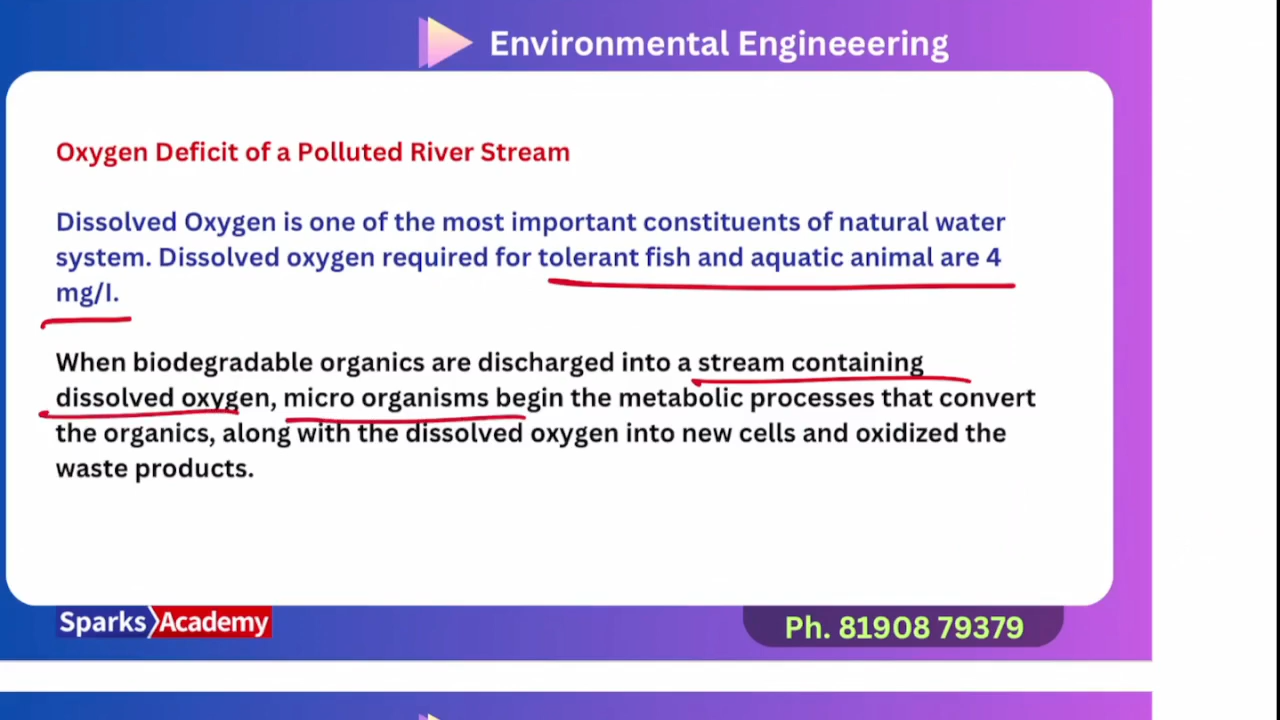 Environmental Engineeering
Oxygen Deficit of a Polluted River Stream
Dissolved Oxygen is one of the most important constituents of natural water
system. Dissolved oxygen required for tolerant fish and aquatic animal are 4
mg/l.
When biodegradable organics are discharged into a stream containing
dissolved oxygen, micro organisms begin the metabolic processes that convert
the organics, along with the dissolved oxygen into new cells and oxidized the
waste products.
Sparks Academy
Ph. 81908 79379